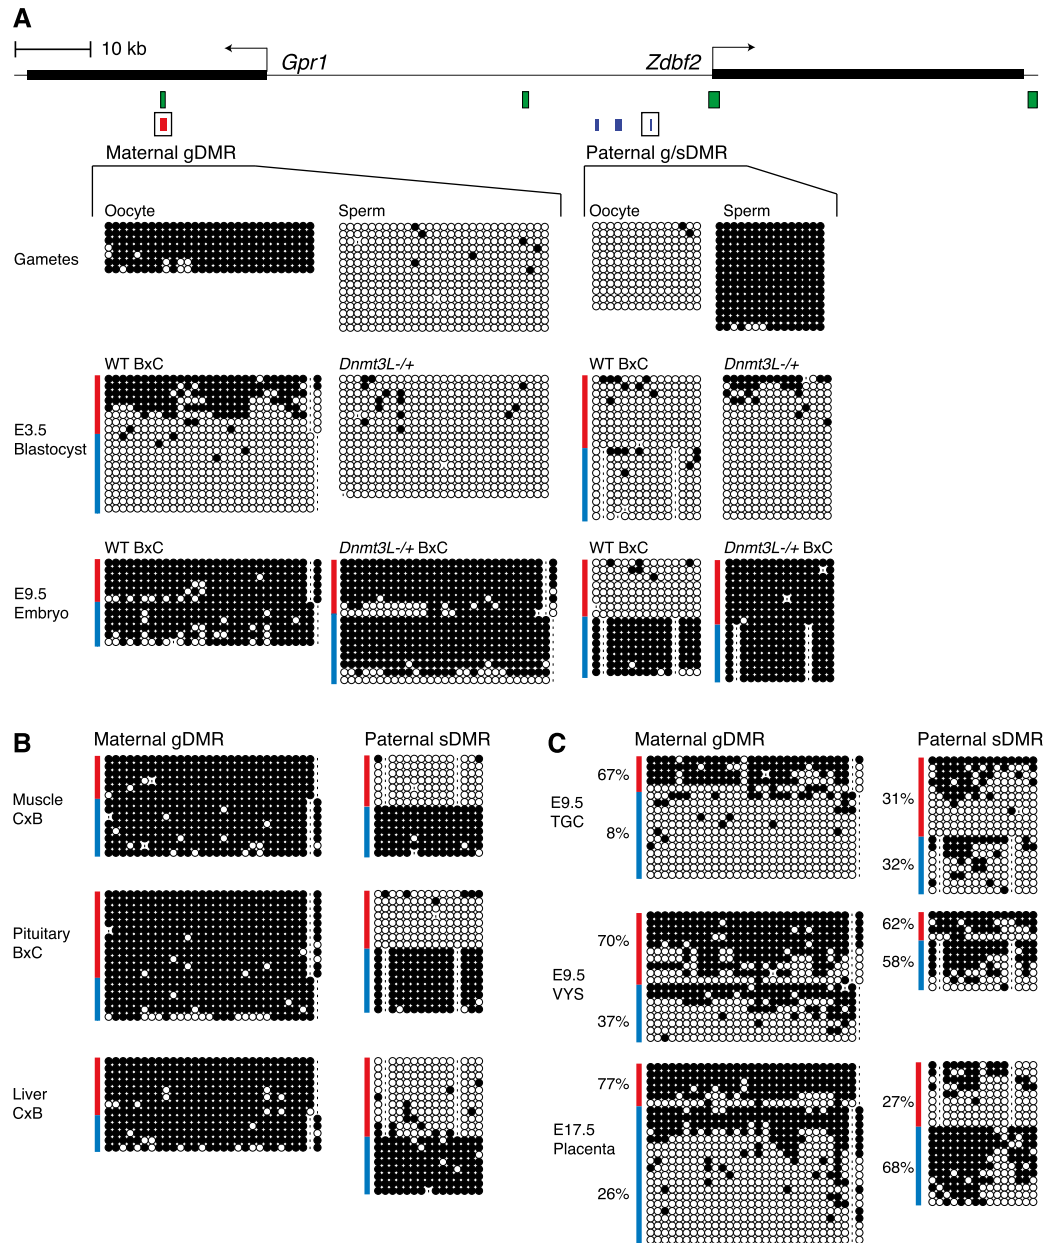 A
10 kb
Gpr1
Zdbf2
Maternal gDMR
Paternal g/sDMR
Oocyte
Sperm
Oocyte
Sperm
Gametes
WT BxC
Dnmt3L-/+
WT BxC
Dnmt3L-/+
E3.5
Blastocyst
WT BxC
Dnmt3L-/+ BxC
WT BxC
Dnmt3L-/+ BxC
E9.5
Embryo
B
Maternal gDMR
Paternal sDMR
Muscle
CxB
Pituitary
BxC
Liver
CxB
C
Maternal gDMR
Paternal sDMR
67%
E9.5
TGC
8%
31%
32%
70%
E9.5
VYS
37%
62%
58%
77%
E17.5
Placenta
26%
27%
68%